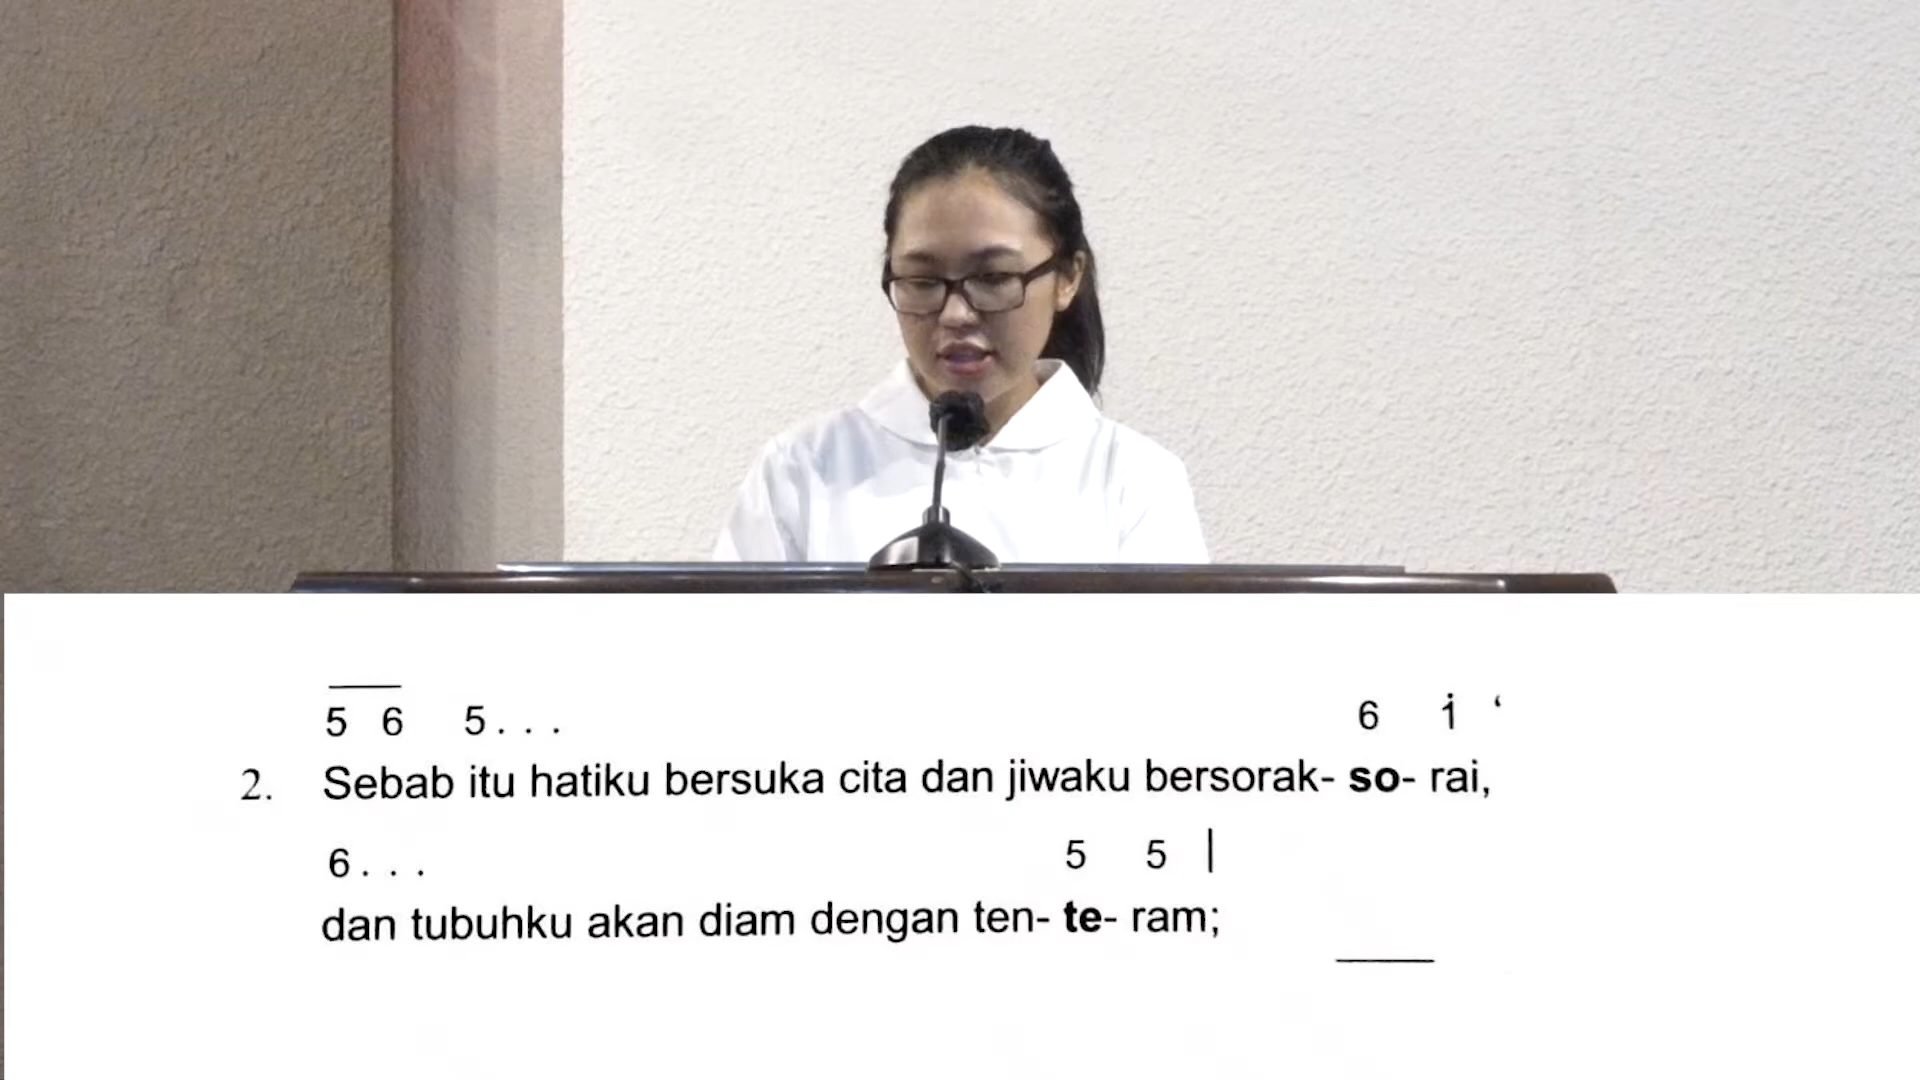 5 6 5 . . . 6 i ‘
2. Sebab itu hatiku bersuka cita dan jiwaku bersorak- so- rai,
6 . . . 5 5 |
dan tubuhku akan diam dengan ten- te- ram;